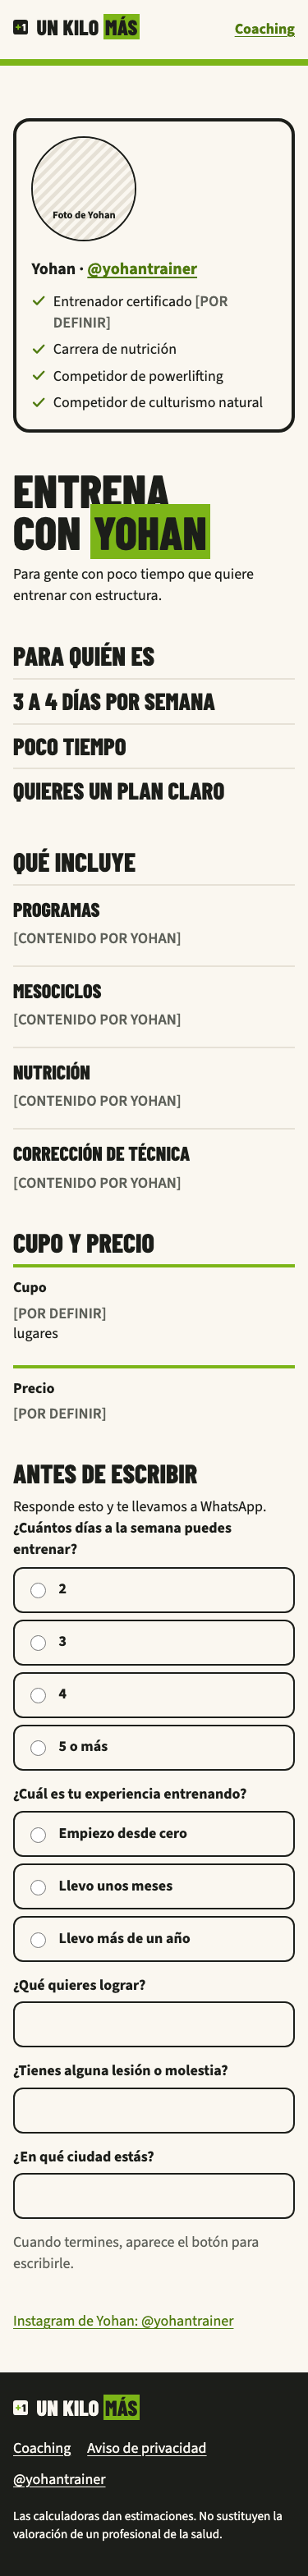 +1 UN KILO MÁS
Coaching
Foto de Yohan
Yohan · @yohantrainer
Entrenador certificado [POR
DEFINIR]
Carrera de nutrición
Competidor de powerlifting
Competidor de culturismo natural
ENTRENA
CON YOHAN
Para gente con poco tiempo que quiere
entrenar con estructura.
PARA QUIÉN ES
3 A 4 DÍAS POR SEMANA
POCO TIEMPO
QUIERES UN PLAN CLARO
QUÉ INCLUYE
PROGRAMAS
[CONTENIDO POR YOHAN]
MESOCICLOS
[CONTENIDO POR YOHAN]
NUTRICIÓN
[CONTENIDO POR YOHAN]
CORRECCIÓN DE TÉCNICA
[CONTENIDO POR YOHAN]
CUPO Y PRECIO
Cupo
[POR DEFINIR]
lugares
Precio
[POR DEFINIR]
ANTES DE ESCRIBIR
Responde esto y te llevamos a WhatsApp.
¿Cuántos días a la semana puedes
entrenar?
2
3
4
5 o más
¿Cuál es tu experiencia entrenando?
Empiezo desde cero
Llevo unos meses
Llevo más de un año
¿Qué quieres lograr?
¿Tienes alguna lesión o molestia?
¿En qué ciudad estás?
Cuando termines, aparece el botón para
escribirle.
Instagram de Yohan: @yohantrainer
+1 UN KILO MÁS
Coaching Aviso de privacidad
@yohantrainer
Las calculadoras dan estimaciones. No sustituyen la
valoración de un profesional de la salud.